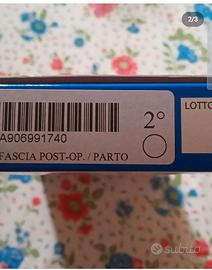 2/3
A906991740
2°
LOTTO
FASCIA POST-OP. / PARTO
subito